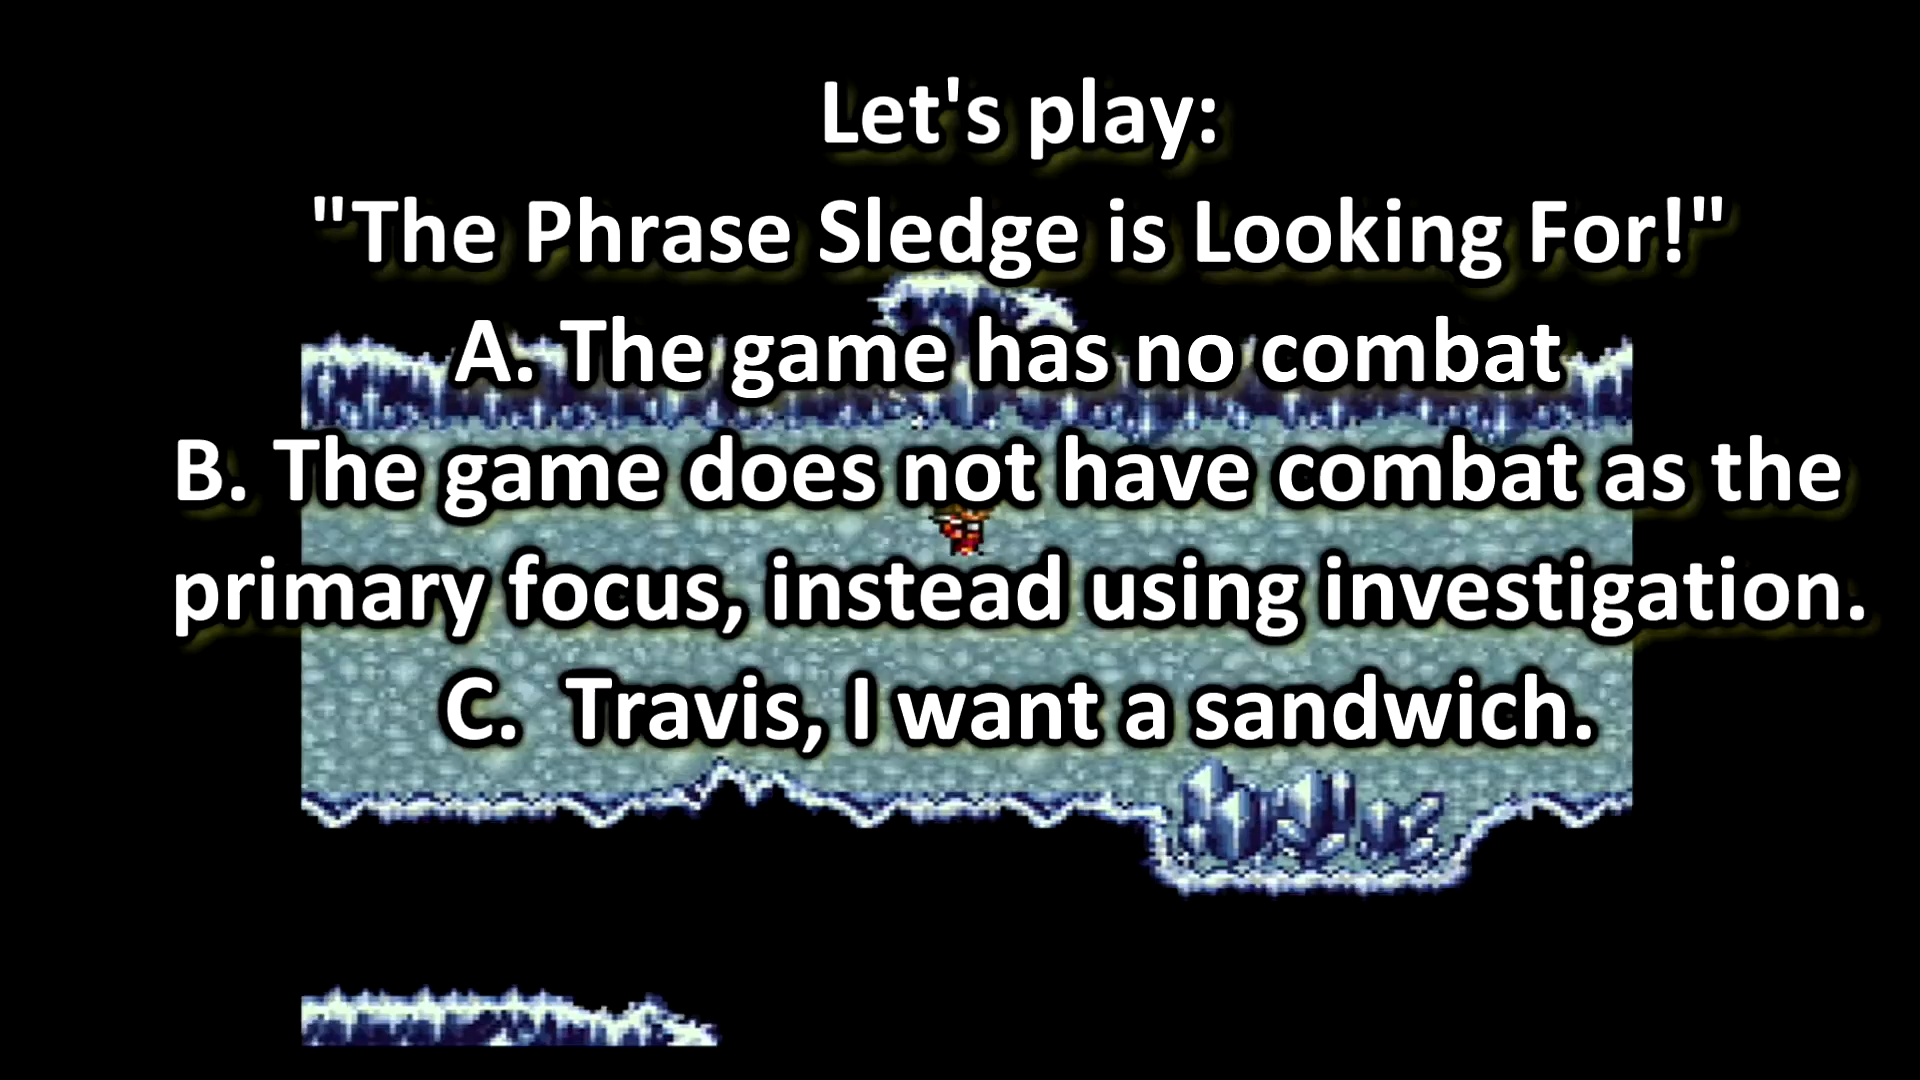 Let's play:
"The Phrase Sledge is Looking For!"
A. The game has no combat
B. The game does not have combat as the
primary focus, instead using investigation.
C.  Travis, I want a sandwich.